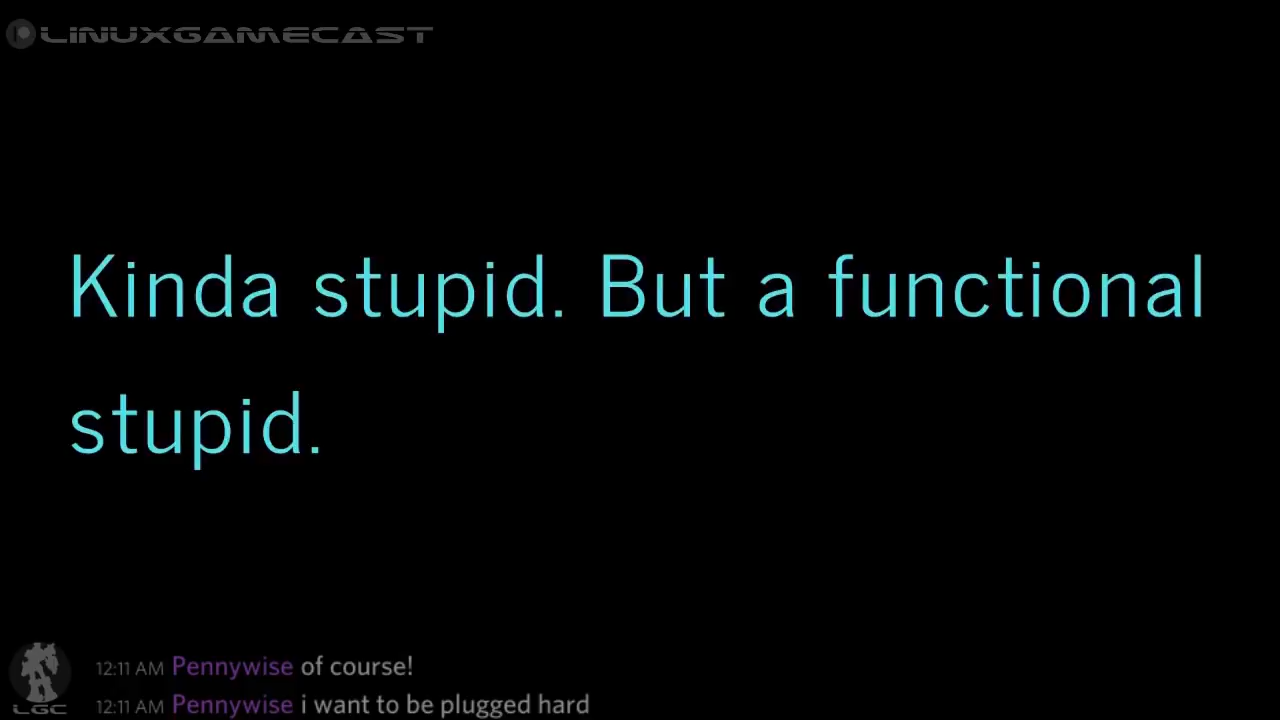 LINUXGAMECAST
Kinda stupid. But a functional
stupid.
12:11 AM Pennywise of course!
12:11 AM Pennywise i want to be plugged hard
LGC